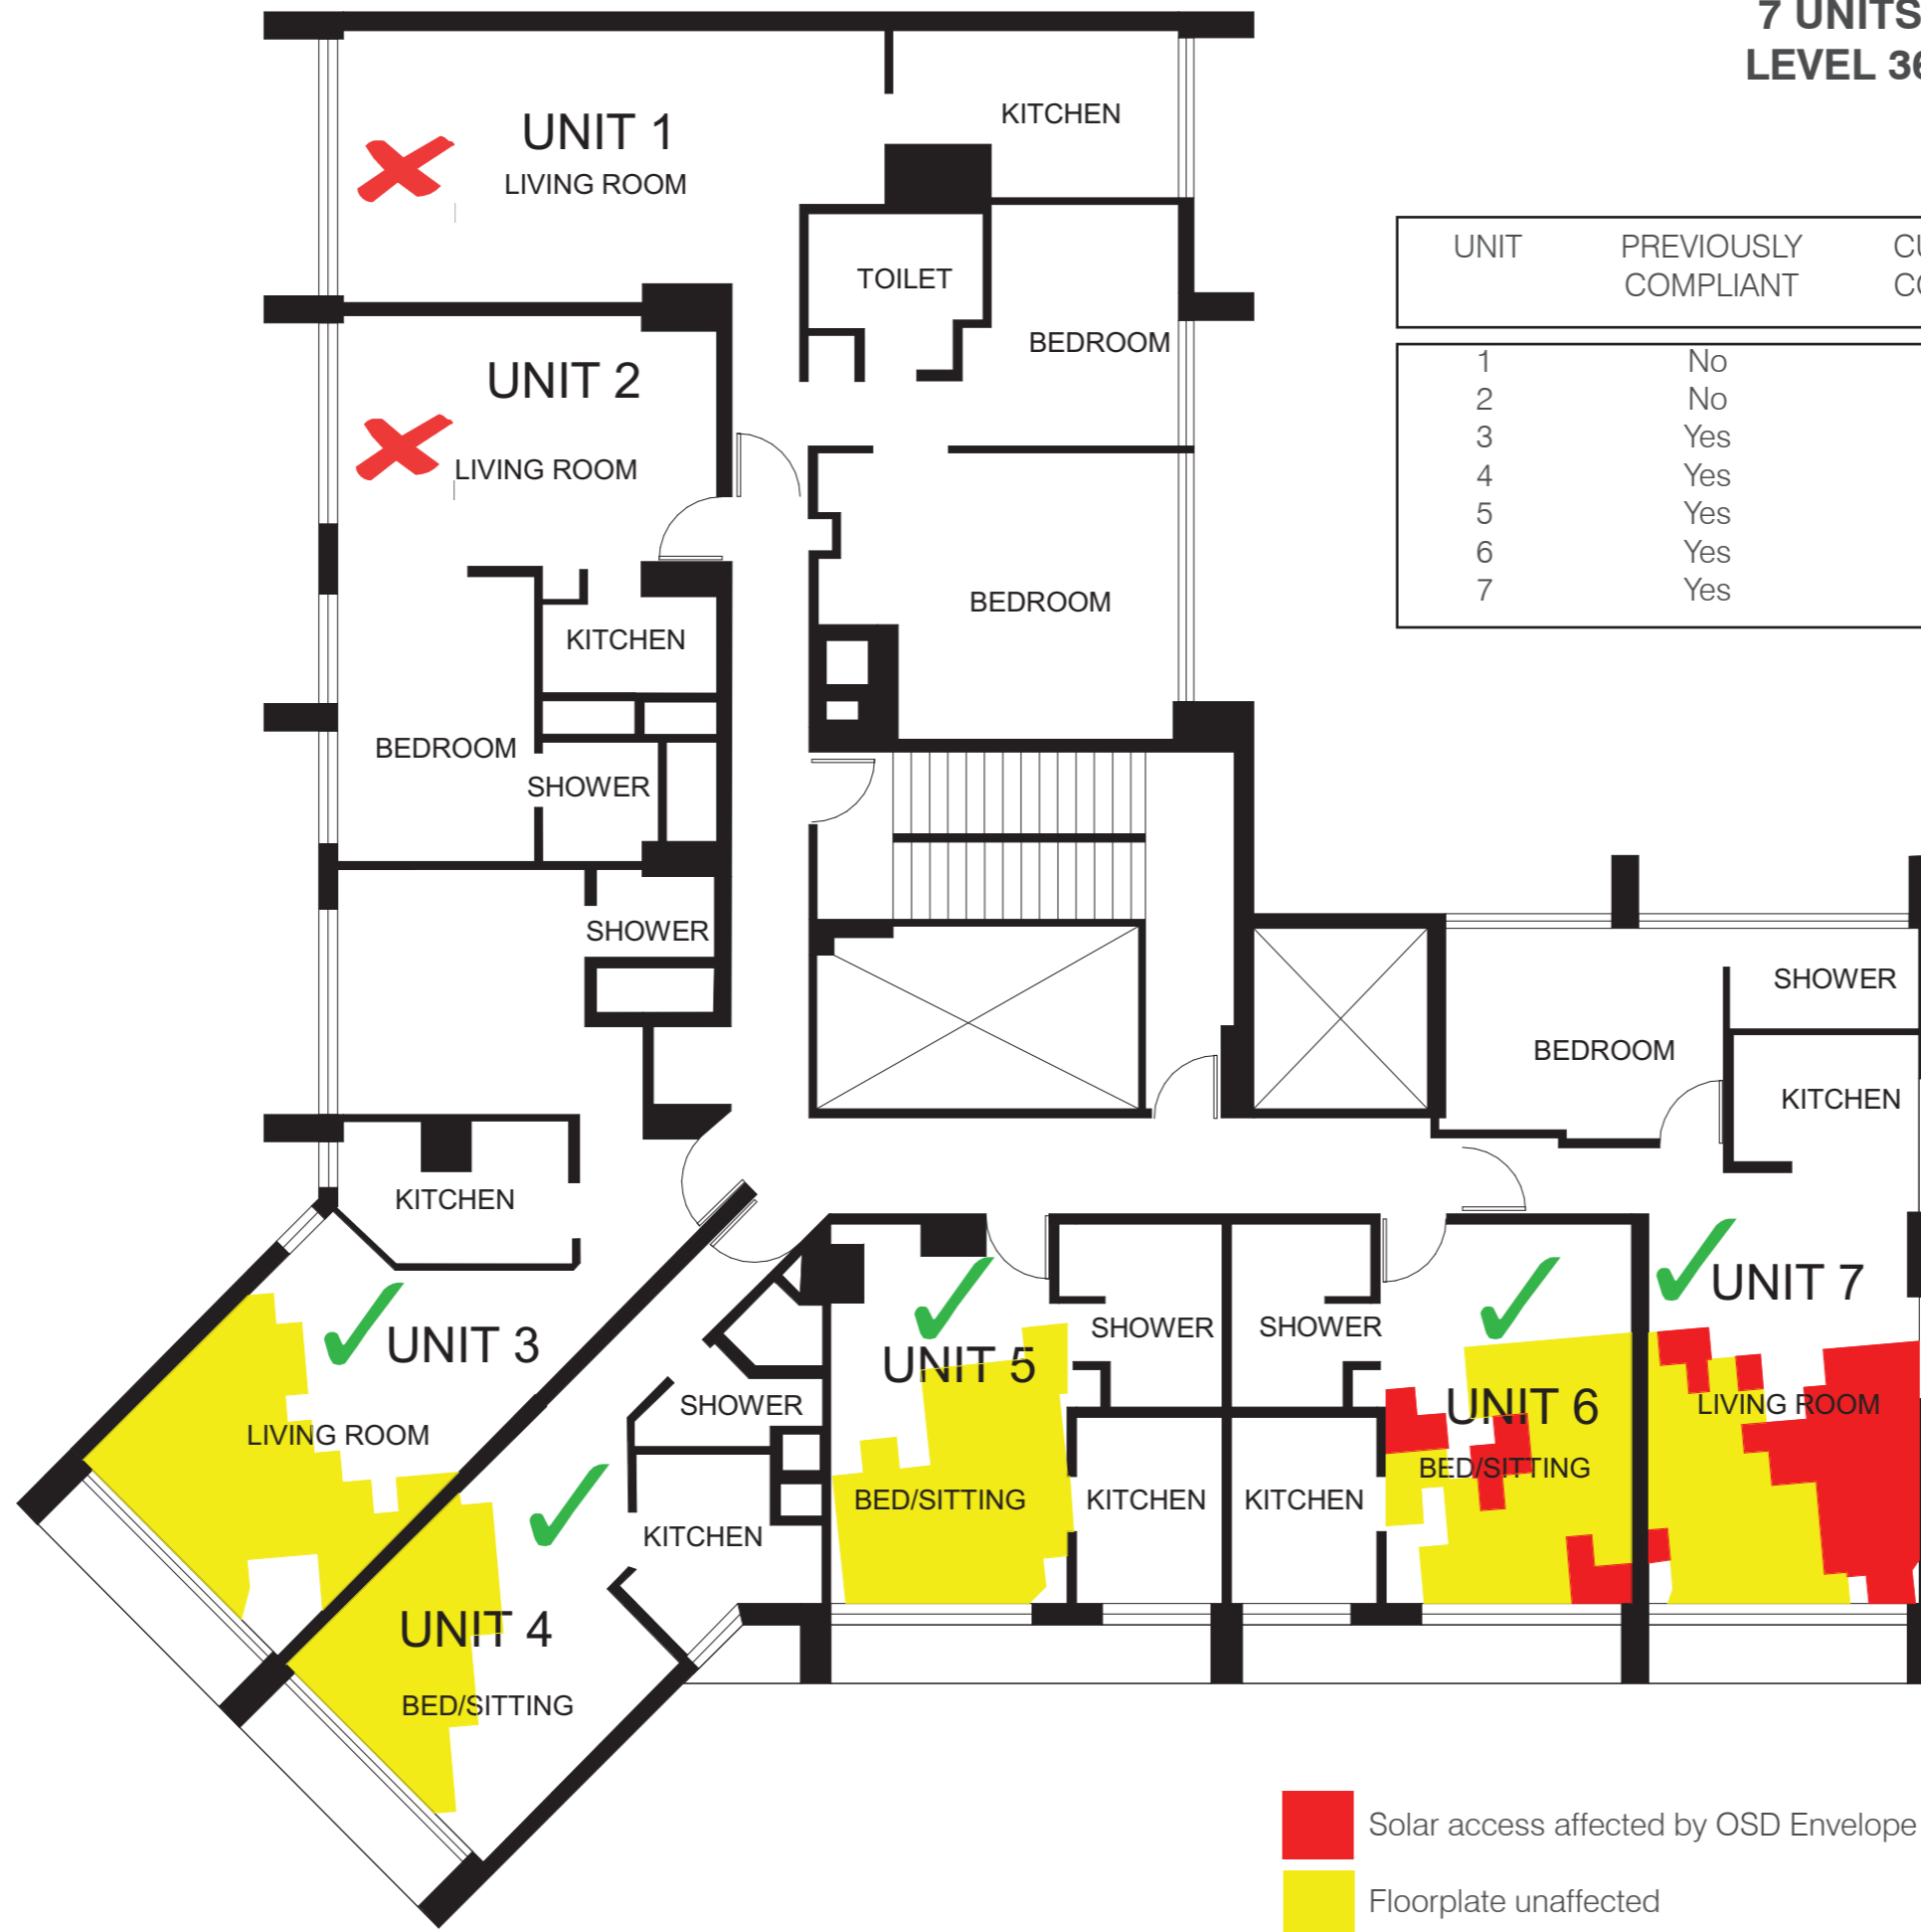 7 UNITS
LEVEL 36
UNIT 1
LIVING ROOM
KITCHEN
TOILET
BEDROOM
UNIT PREVIOUSLY
COMPLIANT
1 No
2 No
3 Yes
4 Yes
5 Yes
6 Yes
7 Yes
UNIT 2
LIVING ROOM
BEDROOM
KITCHEN
BEDROOM
SHOWER
SHOWER
SHOWER
BEDROOM
KITCHEN
KITCHEN
UNIT 3
LIVING ROOM
SHOWER
KITCHEN
UNIT 4
BED/SITTING
UNIT 5
BED/SITTING
SHOWER
KITCHEN
SHOWER
KITCHEN
UNIT 6
BED/SITTING
UNIT 7
LIVING ROOM
Solar access affected by OSD Envelope
Floorplate unaffected